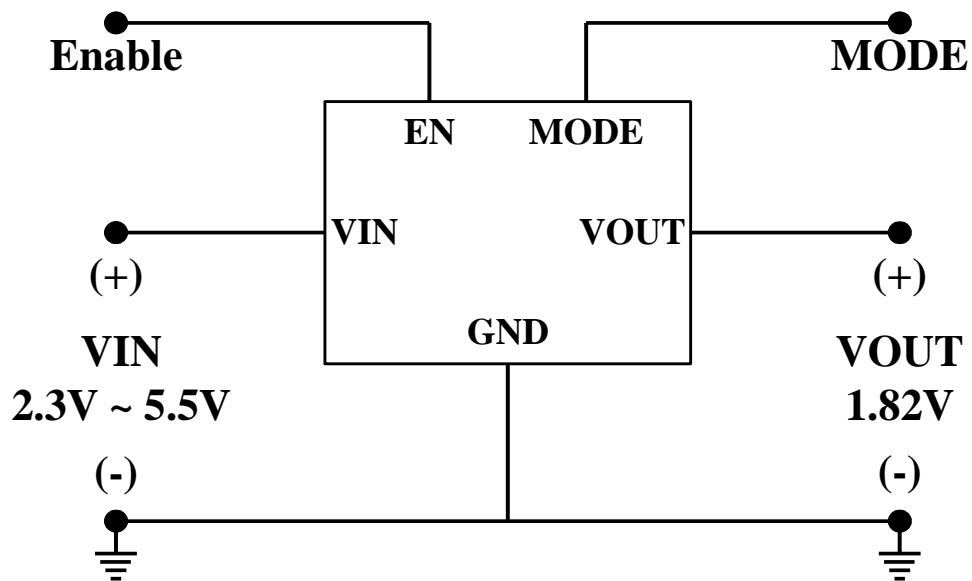 Enable
MODE
EN
MODE
VIN
VOUT
(+)
(+)
GND
VIN
VOUT
2.3V ~ 5.5V
1.82V
(-)
(-)